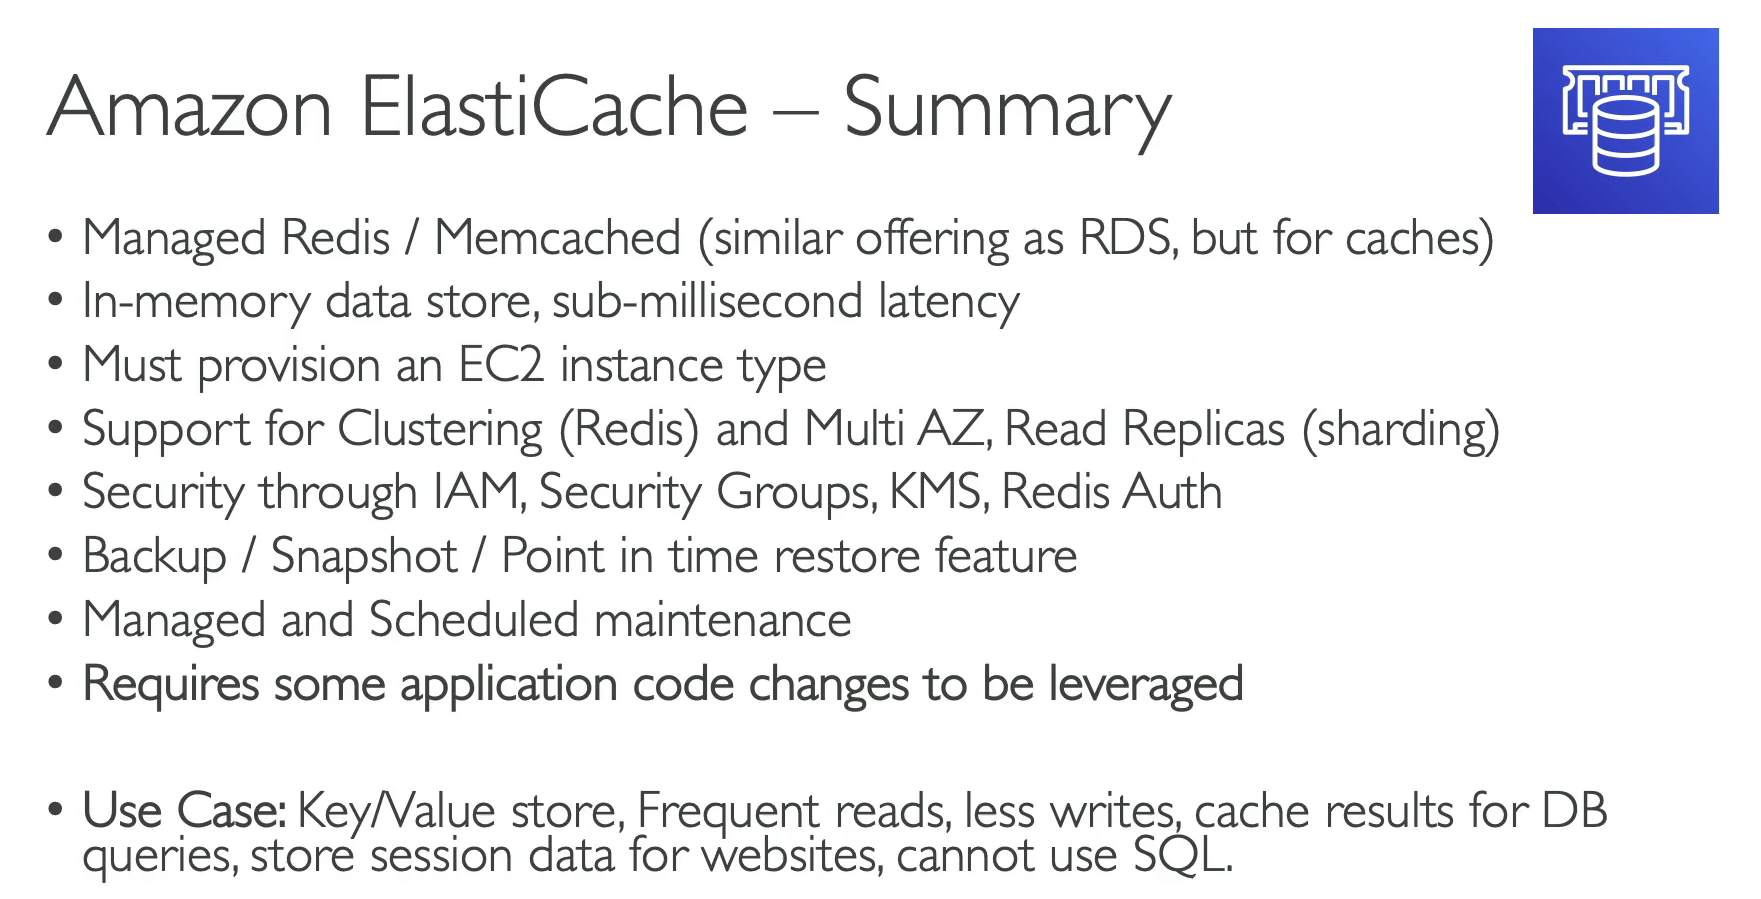 Amazon ElastiCache – Summary
• Managed Redis / Memcached (similar offering as RDS, but for caches)
• In-memory data store, sub-millisecond latency
• Must provision an EC2 instance type
• Support for Clustering (Redis) and Multi AZ, Read Replicas (sharding)
• Security through IAM, Security Groups, KMS, Redis Auth
• Backup / Snapshot / Point in time restore feature
• Managed and Scheduled maintenance
• Requires some application code changes to be leveraged
• Use Case: Key/Value store, Frequent reads, less writes, cache results for DB
queries, store session data for websites, cannot use SQL.